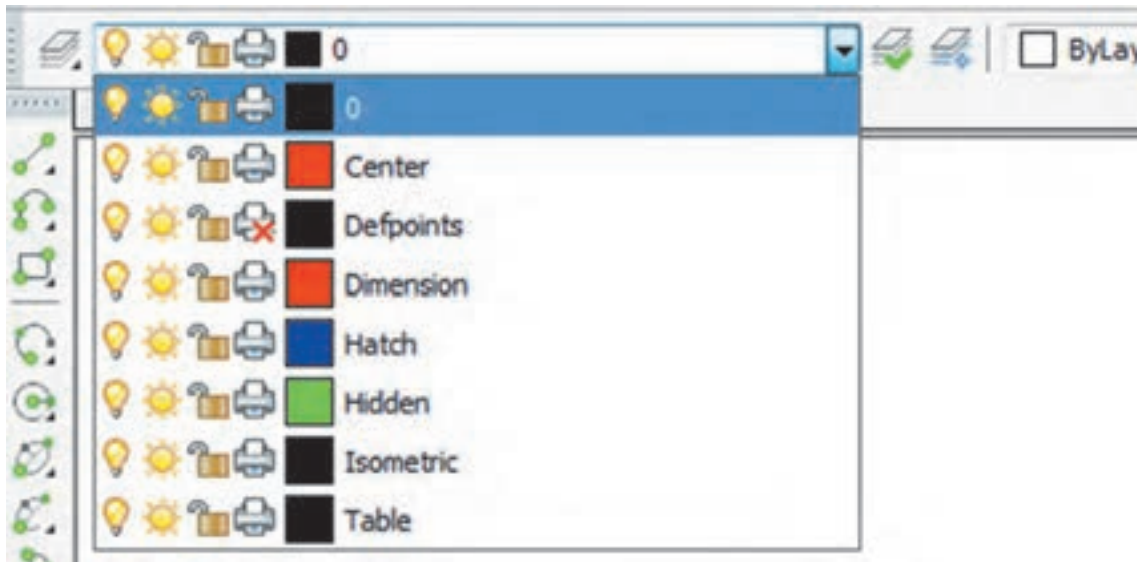 0
ByLay
0
Center
Defpoints
Dimension
Hatch
Hidden
Isometric
Table